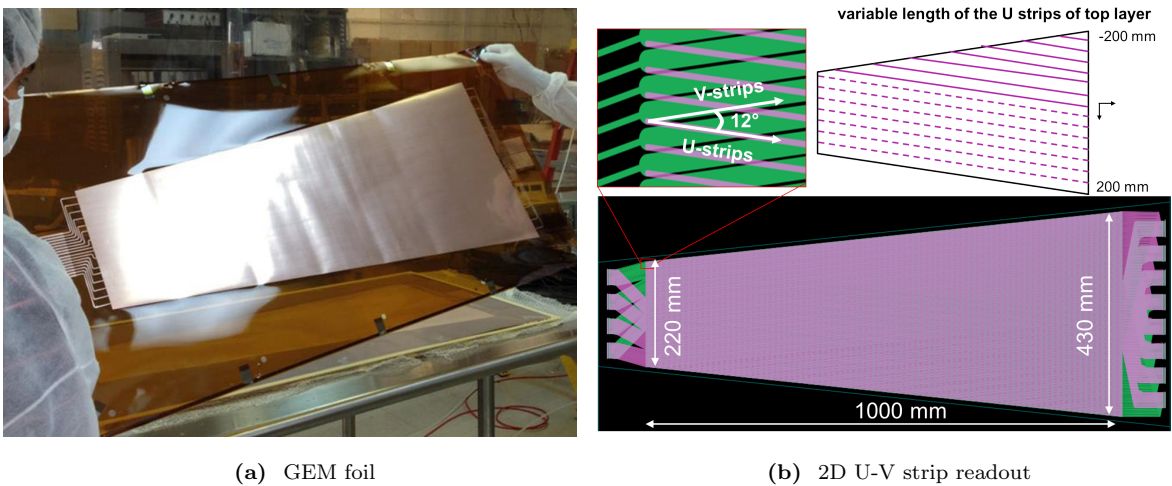 variable length of the U strips of top layer
-200 mm
V-strips
12°
U-strips
200 mm
220 mm
430 mm
1000 mm
(a) GEM foil
(b) 2D U-V strip readout